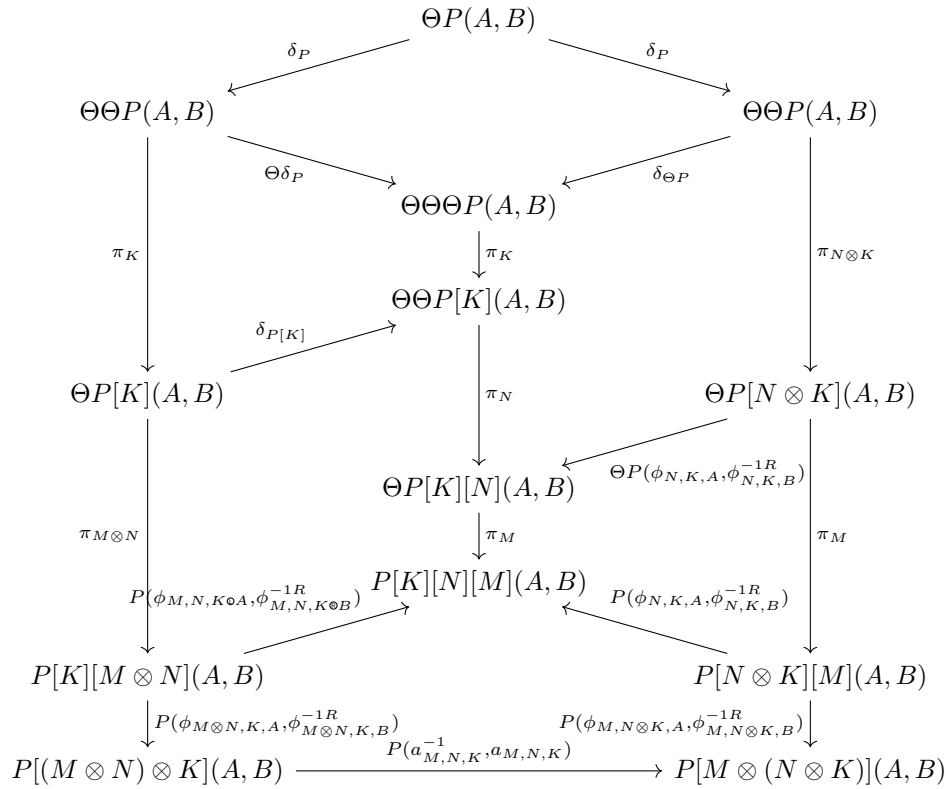 ΘP(A, B)
δ_P δ_P
ΘΘP(A, B) ΘΘP(A, B)
Θδ_P δ_{ΘP}
ΘΘΘP(A, B)
π_K π_K π_{N⊗K}
ΘΘP[K](A, B)
δ_{P[K]}
ΘP[K](A, B) π_N ΘP[N ⊗ K](A, B)
ΘP(ϕ_{N,K,A},ϕ^{-1R}_{N,K,B})
ΘP[K][N](A, B)
π_{M⊗N} π_M π_M
P[K][N][M](A, B)
P(ϕ_{M,N,K⊙A},ϕ^{-1R}_{M,N,K⊚B}) P(ϕ_{N,K,A},ϕ^{-1R}_{N,K,B})
P[K][M ⊗ N](A, B) P[N ⊗ K][M](A, B)
P(ϕ_{M⊗N,K,A},ϕ^{-1R}_{M⊗N,K,B}) P(ϕ_{M,N⊗K,A},ϕ^{-1R}_{M,N⊗K,B})
P(a^{-1}_{M,N,K},a_{M,N,K})
P[(M ⊗ N) ⊗ K](A, B) P[M ⊗ (N ⊗ K)](A, B)